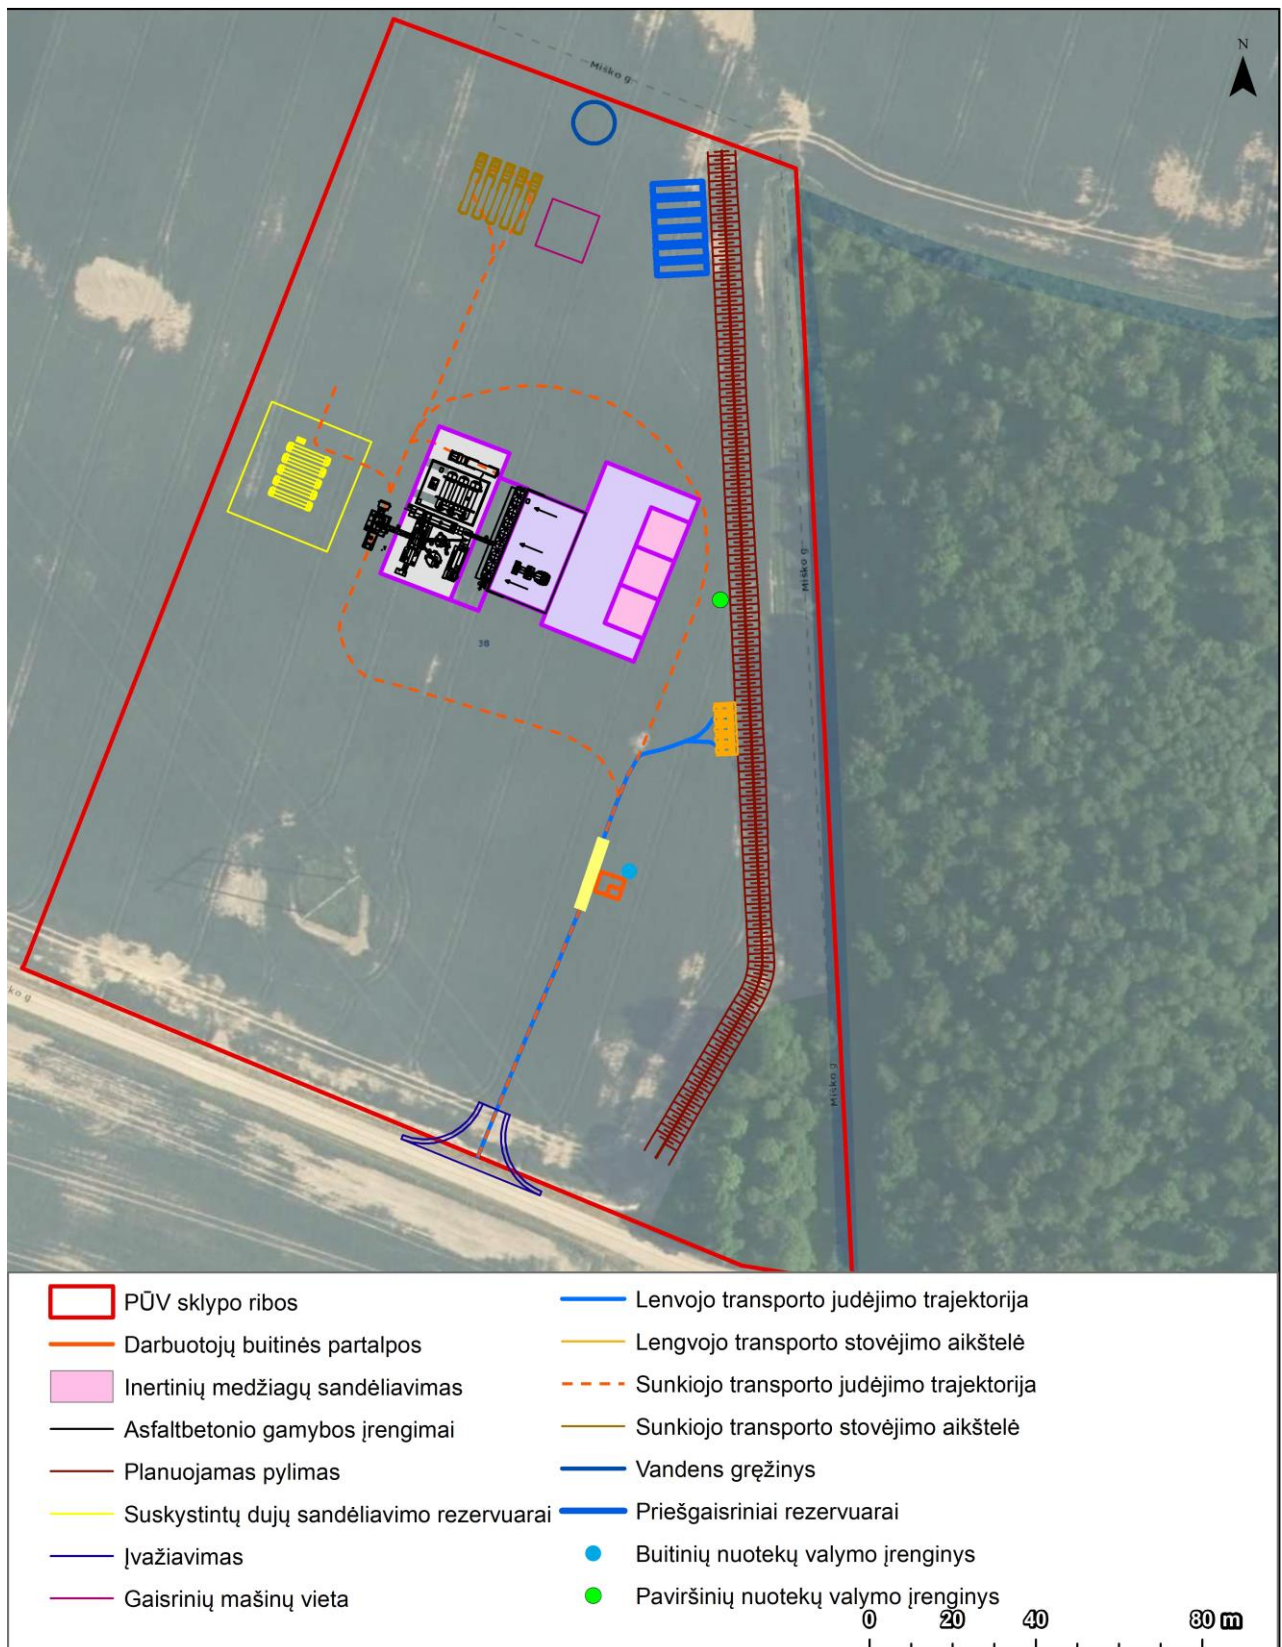 N
Miško g.
HG
Miško g.
38
ko g.
Miško g.
PŪV sklypo ribos
Darbuotojų buitinės partalpos
Inertinių medžiagų sandėliavimas
Asfaltbetonio gamybos įrengimai
Planuojamas pylimas
Suskystintų dujų sandėliavimo rezervuarai
Įvažiavimas
Gaisrinių mašinų vieta
Lenvojo transporto judėjimo trajektorija
Lengvojo transporto stovėjimo aikštelė
Sunkiojo transporto judėjimo trajektorija
Sunkiojo transporto stovėjimo aikštelė
Vandens gręžinys
Priešgaisriniai rezervuarai
Buitinių nuotekų valymo įrenginys
Paviršinių nuotekų valymo įrenginys
0 20 40 80 m